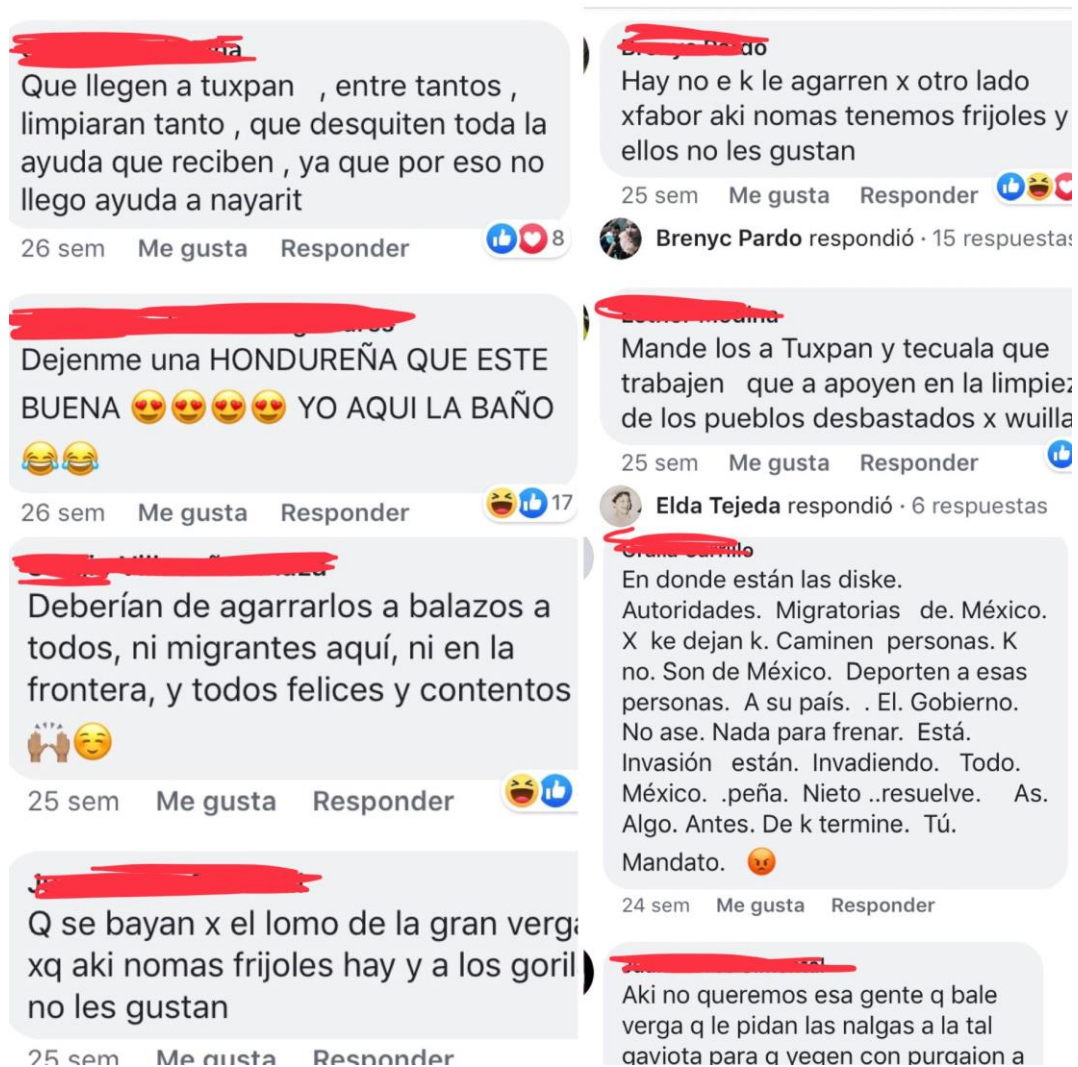 Que llegen a tuxpan , entre tantos ,
limpiaran tanto , que desquiten toda la
ayuda que reciben , ya que por eso no
llego ayuda a nayarit
26 sem Me gusta Responder 8
Dejenme una HONDUREÑA QUE ESTE
BUENA 😍😍😍😍 YO AQUI LA BAÑO
😂😂
26 sem Me gusta Responder 17
Deberían de agarrarlos a balazos a
todos, ni migrantes aquí, ni en la
frontera, y todos felices y contentos
🙌🏽☺️
25 sem Me gusta Responder
Q se bayan x el lomo de la gran verga
xq aki nomas frijoles hay y a los goril
no les gustan
25 sem Me gusta Responder
Hay no e k le agarren x otro lado
xfabor aki nomas tenemos frijoles y
ellos no les gustan
25 sem Me gusta Responder
Brenyc Pardo respondió · 15 respuestas
Mande los a Tuxpan y tecuala que
trabajen que a apoyen en la limpiez
de los pueblos desbastados x wuilla
25 sem Me gusta Responder
Elda Tejeda respondió · 6 respuestas
En donde están las diske.
Autoridades. Migratorias de. México.
X ke dejan k. Caminen personas. K
no. Son de México. Deporten a esas
personas. A su país. . El. Gobierno.
No ase. Nada para frenar. Está.
Invasión están. Invadiendo. Todo.
México. .peña. Nieto ..resuelve. As.
Algo. Antes. De k termine. Tú.
Mandato. 😡
24 sem Me gusta Responder
Aki no queremos esa gente q bale
verga q le pidan las nalgas a la tal
gaviota para q vegen con purgaion a